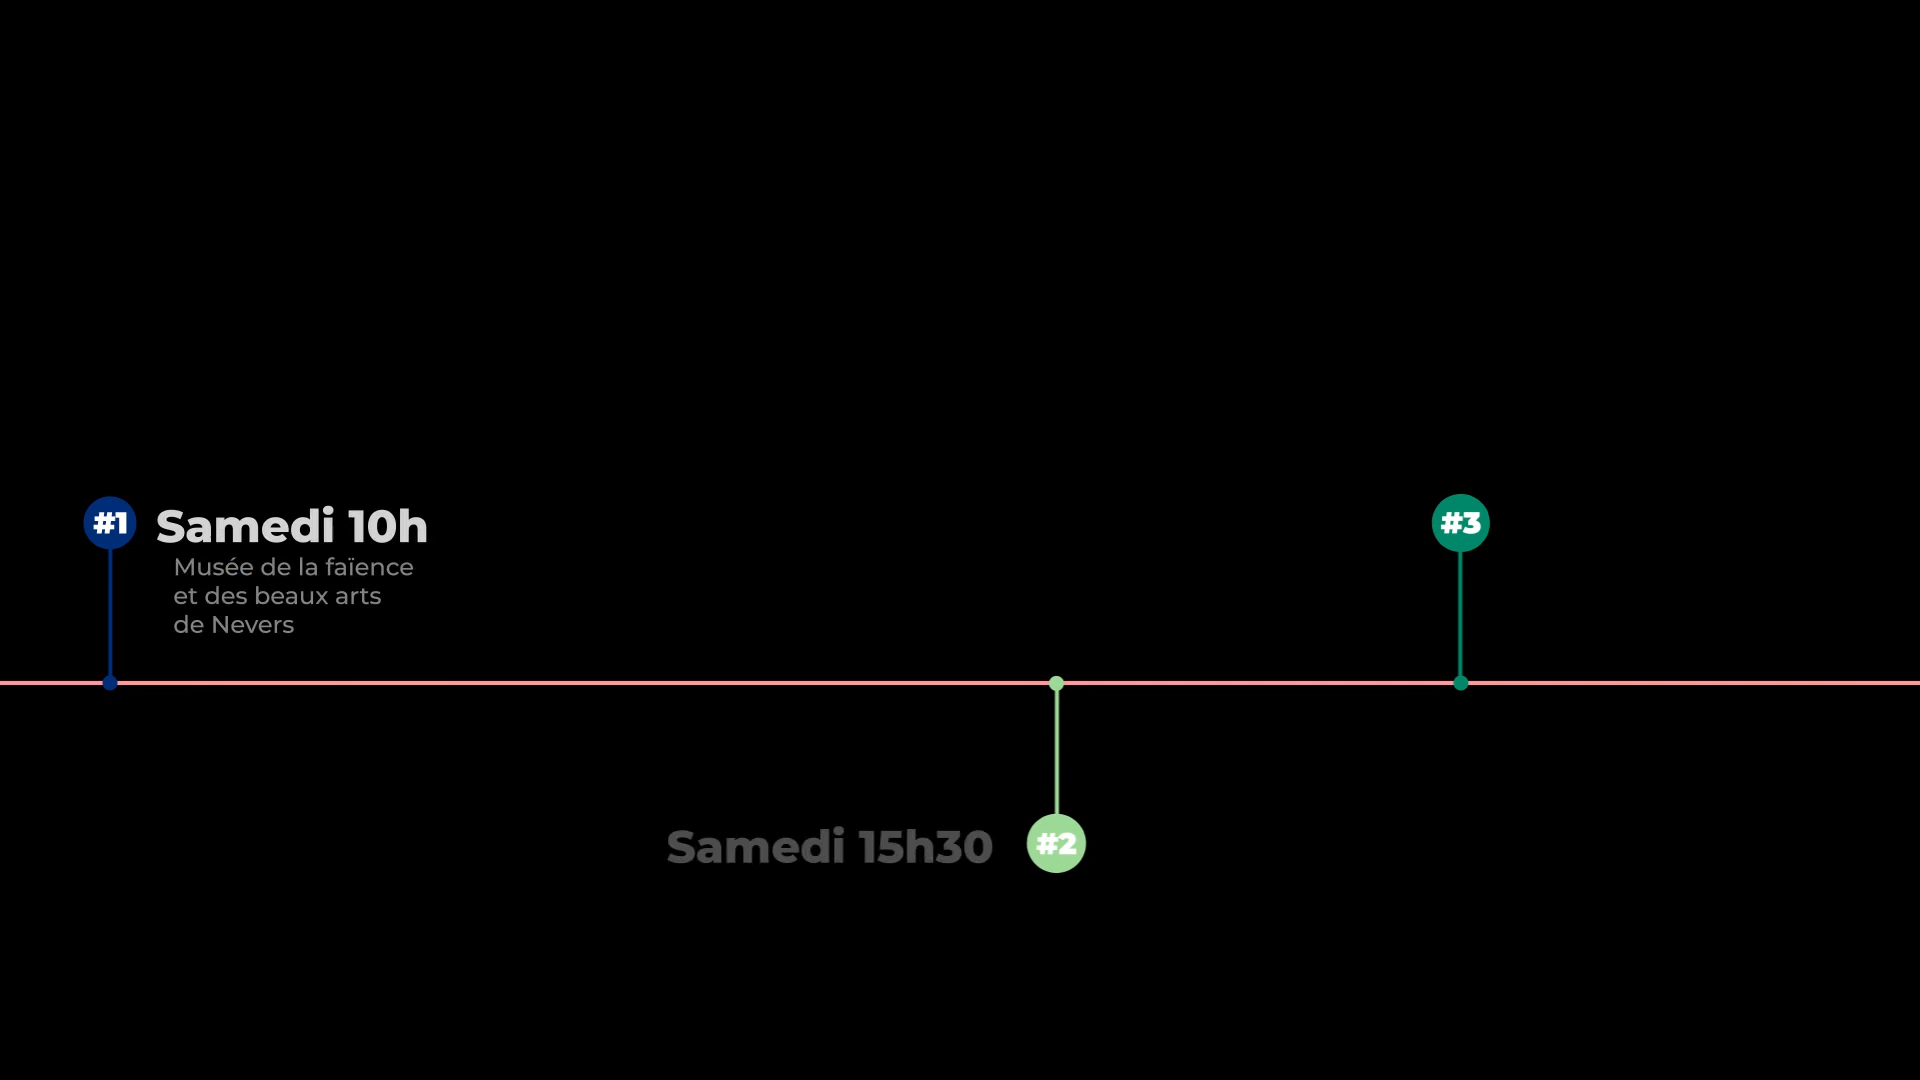 #1 Samedi 10h
Musée de la faïence
et des beaux arts
de Nevers
#3
Samedi 15h30 #2